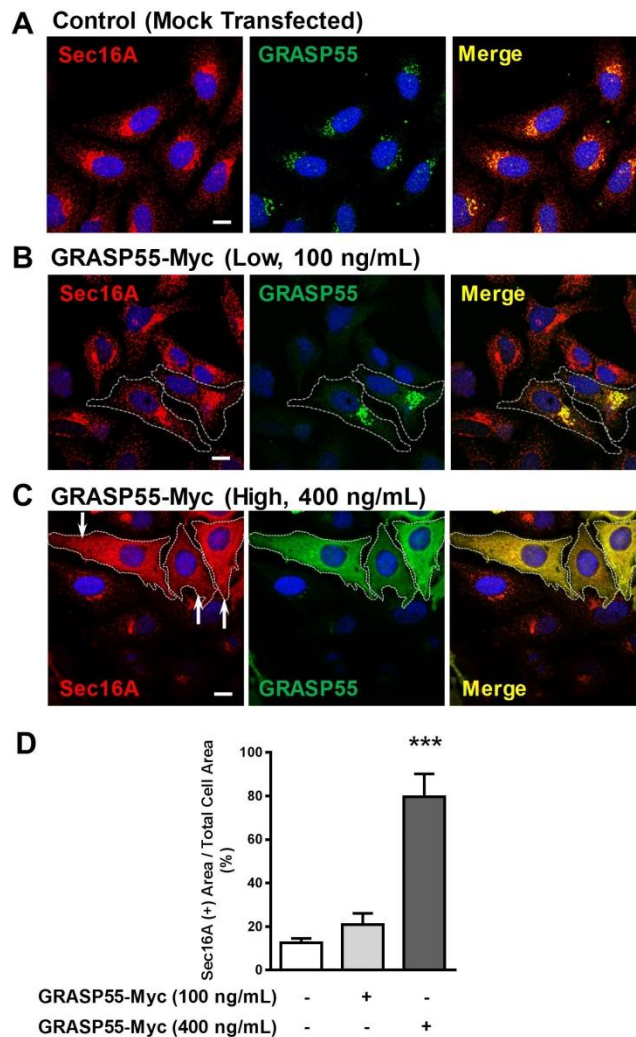 A Control (Mock Transfected)
Sec16A GRASP55 Merge
B GRASP55-Myc (Low, 100 ng/mL)
Sec16A GRASP55 Merge
C GRASP55-Myc (High, 400 ng/mL)
Sec16A GRASP55 Merge
D
Sec16A (+) Area / Total Cell Area
(%)
100
80
60
40
20
0
***
GRASP55-Myc (100 ng/mL) - + -
GRASP55-Myc (400 ng/mL) - - +